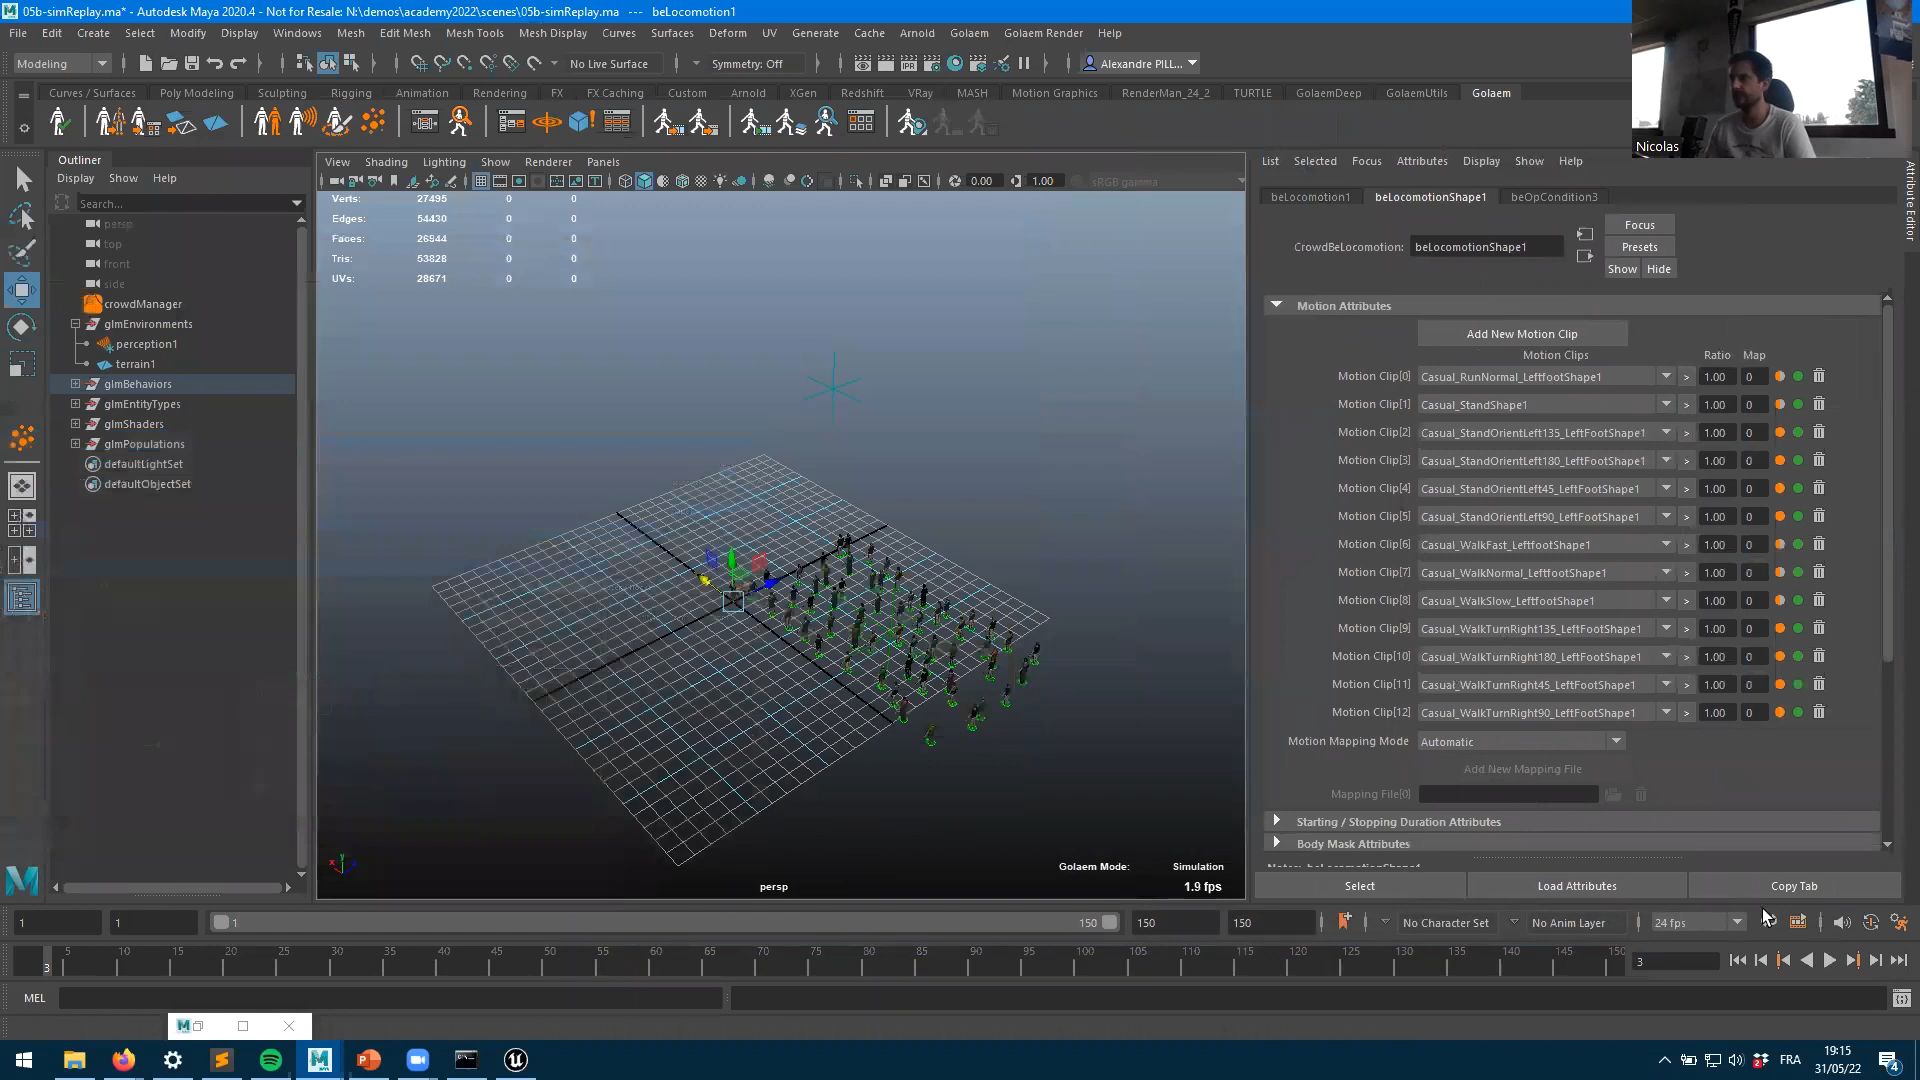 05b-simReplay.ma* - Autodesk Maya 2020.4 - Not for Resale: N:\demos\academy2022\scenes\05b-simReplay.ma --- beLocomotion1
File Edit Create Select Modify Display Windows Mesh Edit Mesh Mesh Tools Mesh Display Curves Surfaces Deform UV Generate Cache Arnold Golaem Golaem Render Help
Modeling No Live Surface Symmetry: Off Alexandre PILL...
Curves / Surfaces Poly Modeling Sculpting Rigging Animation Rendering FX FX Caching Custom Arnold XGen Redshift VRay MASH Motion Graphics RenderMan_24_2 TURTLE GolaemDeep GolaemUtils Golaem
Nicolas
Outliner
Display Show Help
Search...
persp
top
front
side
crowdManager
glmEnvironments
perception1
terrain1
glmBehaviors
glmEntityTypes
glmShaders
glmPopulations
defaultLightSet
defaultObjectSet
View Shading Lighting Show Renderer Panels
0.00 1.00 sRGB gamma
Verts: 27495 0 0
Edges: 54430 0 0
Faces: 26944 0 0
Tris: 53828 0 0
UVs: 28671 0 0
Golaem Mode: Simulation
1.9 fps
persp
List Selected Focus Attributes Display Show Help
Attribute Editor
beLocomotion1 beLocomotionShape1 beOpCondition3
Focus
CrowdBeLocomotion: beLocomotionShape1
Presets
Show Hide
Motion Attributes
Add New Motion Clip
Motion Clips Ratio Map
Motion Clip[0] Casual_RunNormal_LeftfootShape1 > 1.00 0
Motion Clip[1] Casual_StandShape1 > 1.00 0
Motion Clip[2] Casual_StandOrientLeft135_LeftFootShape1 > 1.00 0
Motion Clip[3] Casual_StandOrientLeft180_LeftFootShape1 > 1.00 0
Motion Clip[4] Casual_StandOrientLeft45_LeftFootShape1 > 1.00 0
Motion Clip[5] Casual_StandOrientLeft90_LeftFootShape1 > 1.00 0
Motion Clip[6] Casual_WalkFast_LeftfootShape1 > 1.00 0
Motion Clip[7] Casual_WalkNormal_LeftfootShape1 > 1.00 0
Motion Clip[8] Casual_WalkSlow_LeftfootShape1 > 1.00 0
Motion Clip[9] Casual_WalkTurnRight135_LeftFootShape1 > 1.00 0
Motion Clip[10] Casual_WalkTurnRight180_LeftFootShape1 > 1.00 0
Motion Clip[11] Casual_WalkTurnRight45_LeftFootShape1 > 1.00 0
Motion Clip[12] Casual_WalkTurnRight90_LeftFootShape1 > 1.00 0
Motion Mapping Mode Automatic
Add New Mapping File
Mapping File[0]
Starting / Stopping Duration Attributes
Body Mask Attributes
Notes: beLocomotionShape1
Select Load Attributes Copy Tab
1 1 1 150 150 150 No Character Set No Anim Layer 24 fps
5 10 15 20 25 30 35 40 45 50 55 60 65 70 75 80 85 90 95 100 105 110 115 120 125 130 135 140 145 150
3 3
MEL
FRA
19:15
31/05/22
4